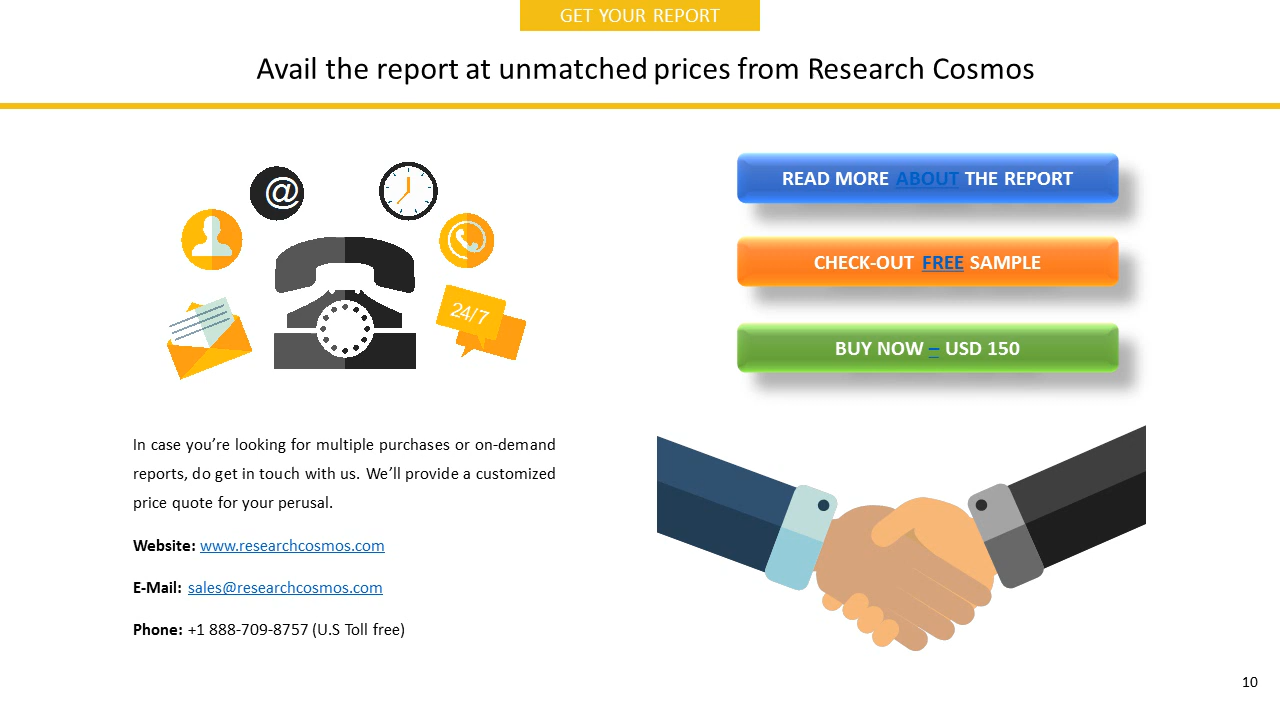 GET YOUR REPORT
Avail the report at unmatched prices from Research Cosmos
@
24/7
READ MORE ABOUT THE REPORT
CHECK-OUT FREE SAMPLE
BUY NOW – USD 150
In case you’re looking for multiple purchases or on-demand
reports, do get in touch with us. We’ll provide a customized
price quote for your perusal.
Website: www.researchcosmos.com
E-Mail: sales@researchcosmos.com
Phone: +1 888-709-8757 (U.S Toll free)
10